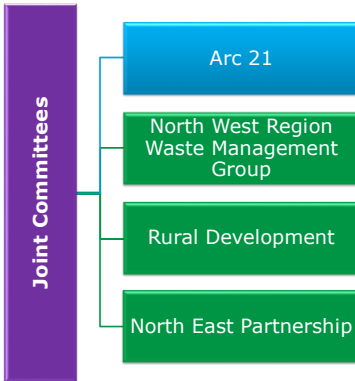 Joint Committees
Arc 21
North West Region
Waste Management
Group
Rural Development
North East Partnership